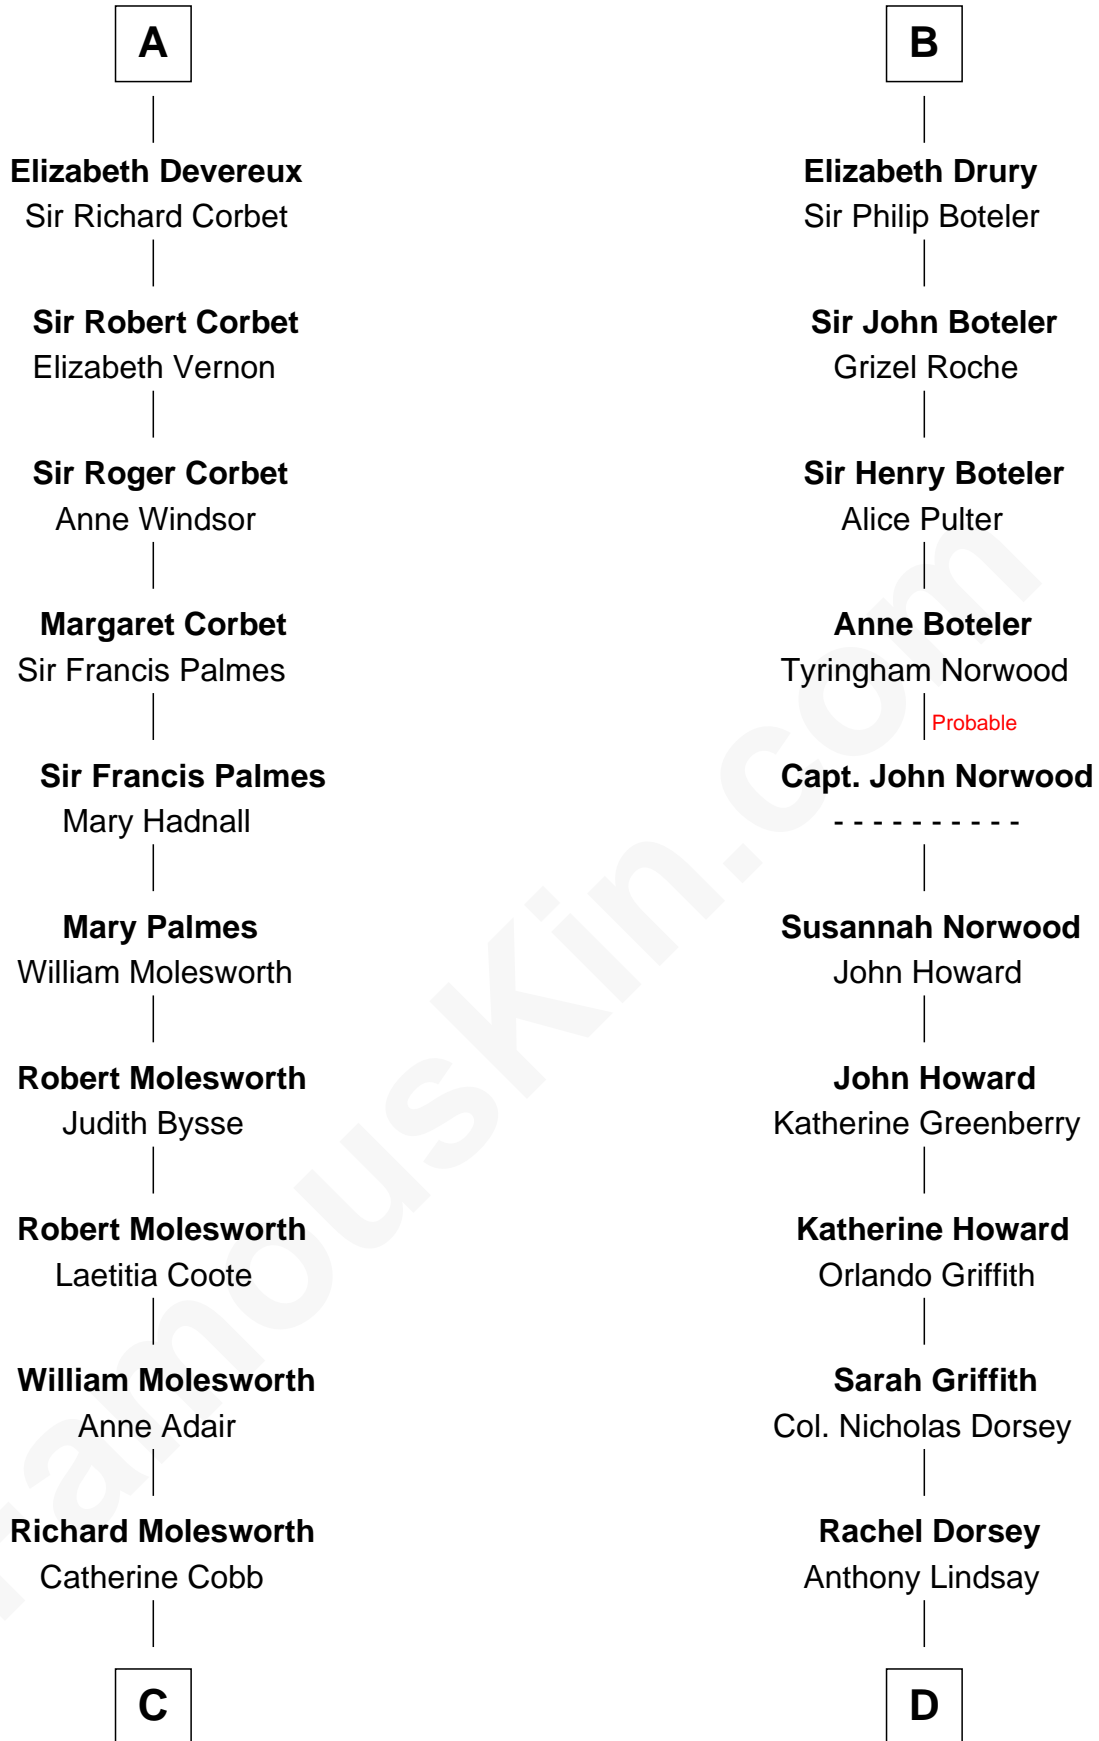 A
Elizabeth Devereux
Sir Richard Corbet
Sir Robert Corbet
Elizabeth Vernon
Sir Roger Corbet
Anne Windsor
Margaret Corbet
Sir Francis Palmes
Sir Francis Palmes
Mary Hadnall
Mary Palmes
William Molesworth
Robert Molesworth
Judith Bysse
Robert Molesworth
Laetitia Coote
William Molesworth
Anne Adair
Richard Molesworth
Catherine Cobb
C
B
Elizabeth Drury
Sir Philip Boteler
Sir John Boteler
Grizel Roche
Sir Henry Boteler
Alice Pulter
Anne Boteler
Tyringham Norwood
Probable
Capt. John Norwood
- - - - - - - - - -
Susannah Norwood
John Howard
John Howard
Katherine Greenberry
Katherine Howard
Orlando Griffith
Sarah Griffith
Col. Nicholas Dorsey
Rachel Dorsey
Anthony Lindsay
D
FamousKin.com